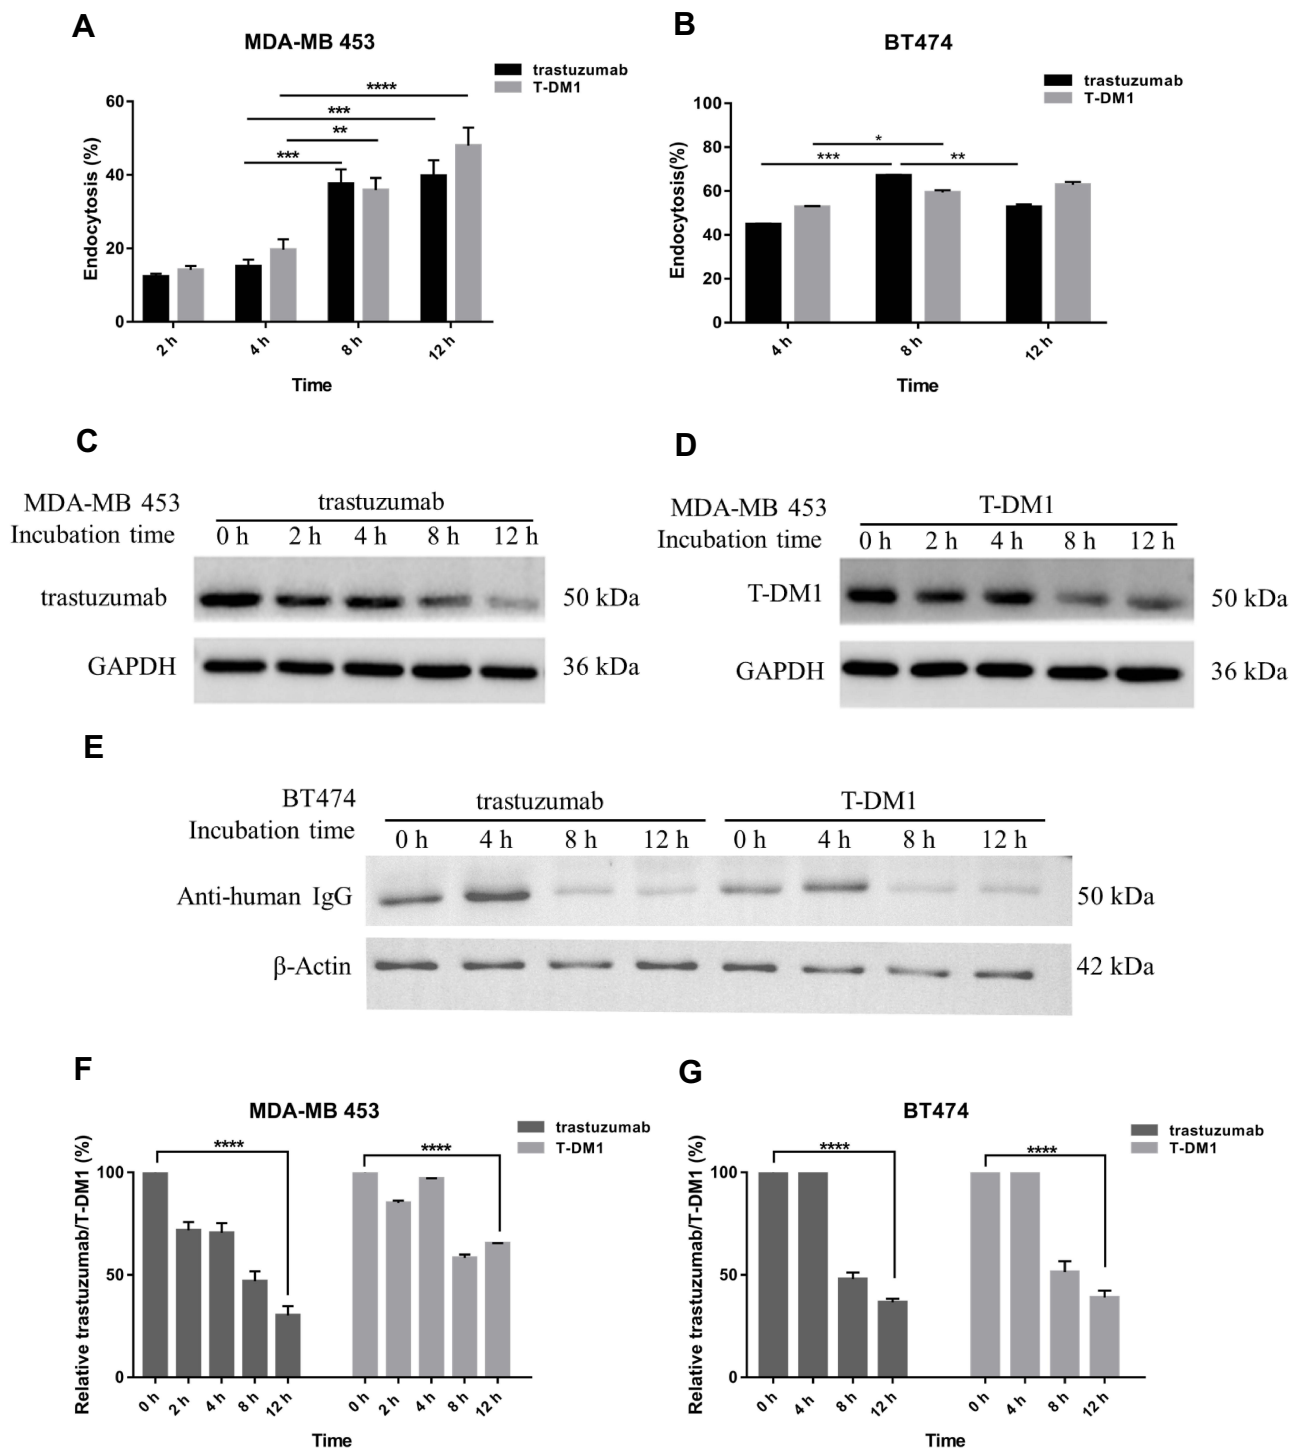 A
MDA-MB 453
trastuzumab
T-DM1
Endocytosis (%)
60
40
20
0
***
**
***
****
2 h
4 h
8 h
12 h
Time
B
BT474
trastuzumab
T-DM1
Endocytosis(%)
100
80
60
40
20
0
***
*
**
4 h
8 h
12 h
Time
C
MDA-MB 453
trastuzumab
Incubation time
0 h 2 h 4 h 8 h 12 h
trastuzumab
50 kDa
GAPDH
36 kDa
D
MDA-MB 453
T-DM1
Incubation time
0 h 2 h 4 h 8 h 12 h
T-DM1
50 kDa
GAPDH
36 kDa
E
BT474
trastuzumab
T-DM1
Incubation time
0 h 4 h 8 h 12 h 0 h 4 h 8 h 12 h
Anti-human IgG
50 kDa
β-Actin
42 kDa
F
MDA-MB 453
trastuzumab
T-DM1
Relative trastuzumab/T-DM1 (%)
100
50
0
****
****
0 h
2 h
4 h
8 h
12 h
0 h
2 h
4 h
8 h
12 h
Time
G
BT474
trastuzumab
T-DM1
Relative trastuzumab/T-DM1 (%)
100
50
0
****
****
0 h
4 h
8 h
12 h
0 h
4 h
8 h
12 h
Time